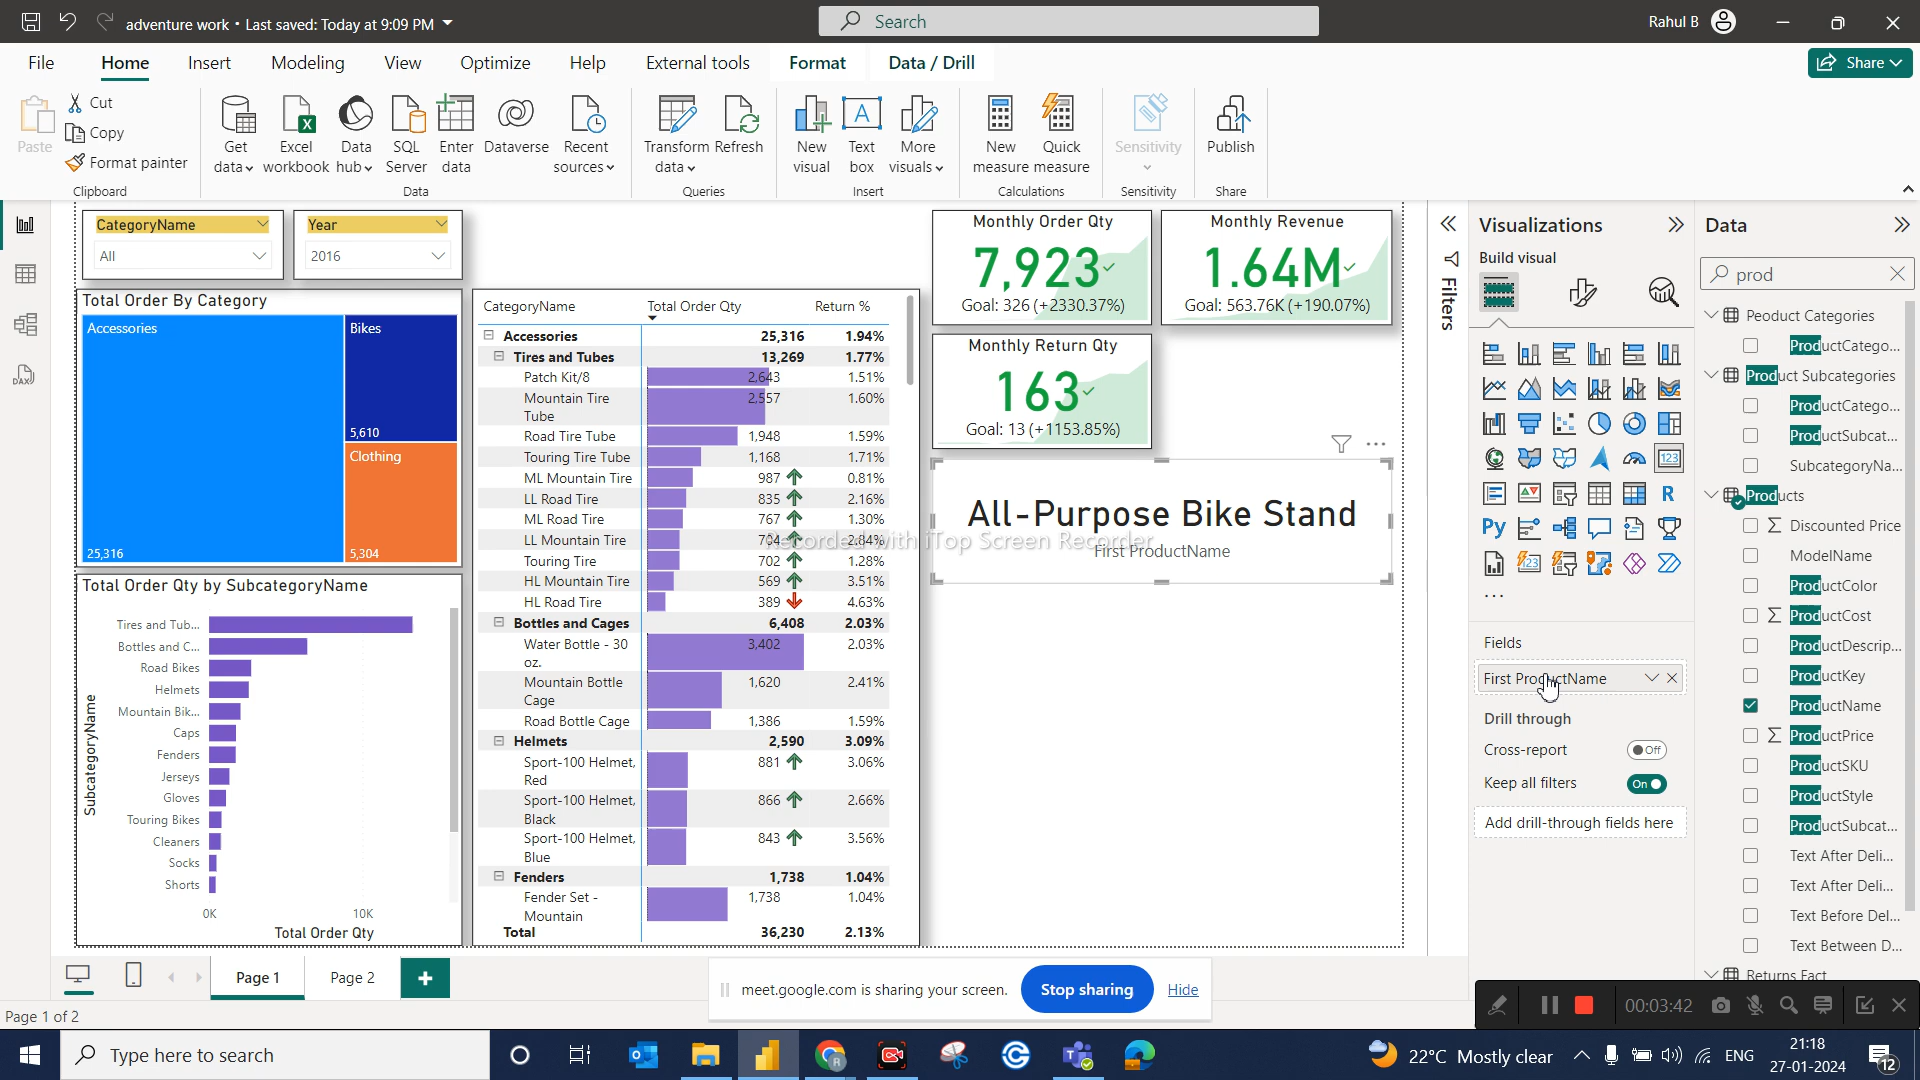 adventure work • Last saved: Today at 9:09 PM
Search
Rahul B
File
Home
Insert
Modeling
View
Optimize
Help
External tools
Format
Data / Drill
Share
Paste
Cut
Copy
Format painter
Clipboard
Get data
Excel workbook
Data hub
SQL Server
Enter data
Dataverse
Recent sources
Data
Transform data
Refresh
Queries
New visual
Text box
More visuals
Insert
New measure
Quick measure
Calculations
Sensitivity
Sensitivity
Publish
Share
CategoryName
All
Year
2016
Total Order By Category
Accessories
25,316
Bikes
5,610
Clothing
5,304
Total Order Qty by SubcategoryName
SubcategoryName
Tires and Tub...
Bottles and C...
Road Bikes
Helmets
Mountain Bik...
Caps
Fenders
Jerseys
Gloves
Touring Bikes
Cleaners
Socks
Shorts
0K
10K
Total Order Qty
CategoryName Total Order Qty Return %
Accessories 25,316 1.94%
Tires and Tubes 13,269 1.77%
Patch Kit/8 2,643 1.51%
Mountain Tire Tube 2,557 1.60%
Road Tire Tube 1,948 1.59%
Touring Tire Tube 1,168 1.71%
ML Mountain Tire 987 0.81%
LL Road Tire 835 2.16%
ML Road Tire 767 1.30%
LL Mountain Tire 704 2.84%
Touring Tire 702 1.28%
HL Mountain Tire 569 3.51%
HL Road Tire 389 4.63%
Bottles and Cages 6,408 2.03%
Water Bottle - 30 oz. 3,402 2.03%
Mountain Bottle Cage 1,620 2.41%
Road Bottle Cage 1,386 1.59%
Helmets 2,590 3.09%
Sport-100 Helmet, Red 881 3.06%
Sport-100 Helmet, Black 866 2.66%
Sport-100 Helmet, Blue 843 3.56%
Fenders 1,738 1.04%
Fender Set - Mountain 1,738 1.04%
Total 36,230 2.13%
Monthly Order Qty
7,923
Goal: 326 (+2330.37%)
Monthly Revenue
1.64M
Goal: 563.76K (+190.07%)
Monthly Return Qty
163
Goal: 13 (+1153.85%)
All-Purpose Bike Stand
Recorded with iTop Screen Recorder
First ProductName
Filters
Visualizations
Build visual
123
R
Py
Fields
First ProductName
Drill through
Cross-report
Off
Keep all filters
On
Add drill-through fields here
Data
prod
Peoduct Categories
ProductCatego...
Product Subcategories
ProductCatego...
ProductSubcat...
SubcategoryNa...
Products
Discounted Price
ModelName
ProductColor
ProductCost
ProductDescrip...
ProductKey
ProductName
ProductPrice
ProductSKU
ProductStyle
ProductSubcat...
Text After Deli...
Text After Deli...
Text Before Del...
Text Between D...
Returns Fact
Page 1
Page 2
meet.google.com is sharing your screen.
Stop sharing
Hide
Page 1 of 2
00:03:42
Type here to search
22°C Mostly clear
ENG
21:18
27-01-2024
12